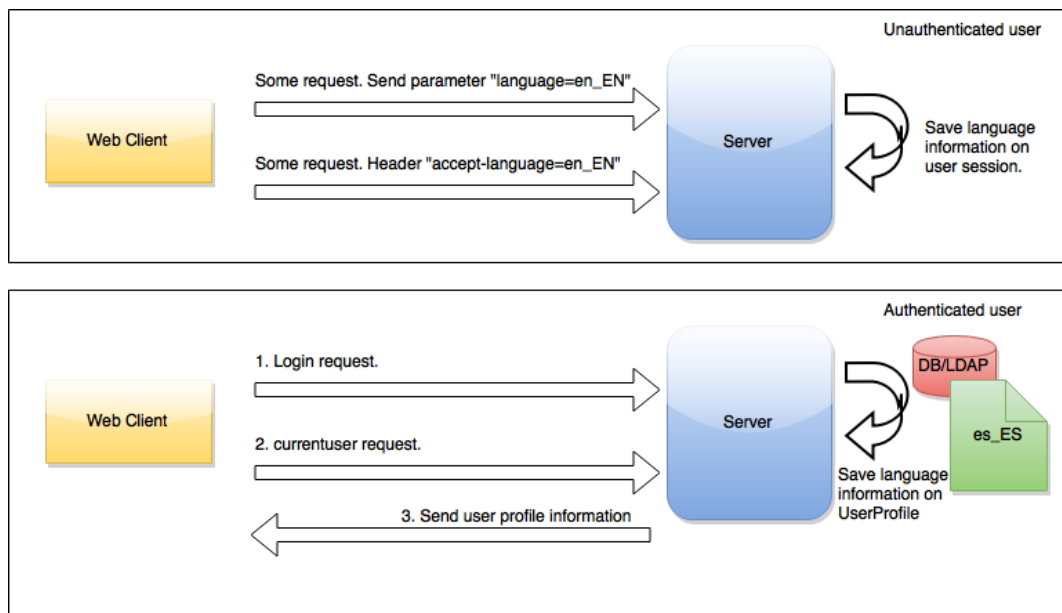 Unauthenticated user
Some request. Send parameter "language=en_EN"
Web Client
Server
Save language
information on
user session.
Some request. Header "accept-language=en_EN"
Authenticated user
1. Login request.
DB/LDAP
Web Client
Server
es_ES
2. currentuser request.
Save language
information on
UserProfile
3. Send user profile information